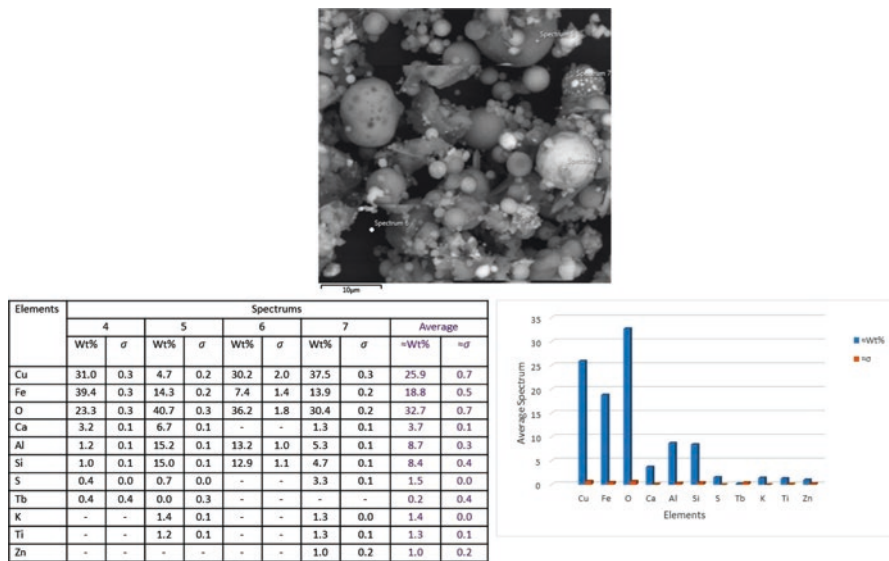 Spectrum 7
Spectrum 6
10µm
Elements Spectrums
4 5 6 7 Average
Wt% σ Wt% σ Wt% σ Wt% σ ≈Wt% ≈σ
Cu 31.0 0.3 4.7 0.2 30.2 2.0 37.5 0.3 25.9 0.7
Fe 39.4 0.3 14.3 0.2 7.4 1.4 13.9 0.2 18.8 0.5
O 23.3 0.3 40.7 0.3 36.2 1.8 30.4 0.2 32.7 0.7
Ca 3.2 0.1 6.7 0.1 - - 1.3 0.1 3.7 0.1
Al 1.2 0.1 15.2 0.1 13.2 1.0 5.3 0.1 8.7 0.3
Si 1.0 0.1 15.0 0.1 12.9 1.1 4.7 0.1 8.4 0.4
S 0.4 0.0 0.7 0.0 - - 3.3 0.1 1.5 0.0
Tb 0.4 0.4 0.0 0.3 - - - - 0.2 0.4
K - - 1.4 0.1 - - 1.3 0.0 1.4 0.0
Ti - - 1.2 0.1 - - 1.3 0.1 1.3 0.1
Zn - - - - - - 1.0 0.2 1.0 0.2
35
30
25
20
15
10
5
0
Average Spectrum
Cu Fe O Ca Al Si S Tb K Ti Zn
Elements
≈Wt%
≈σ